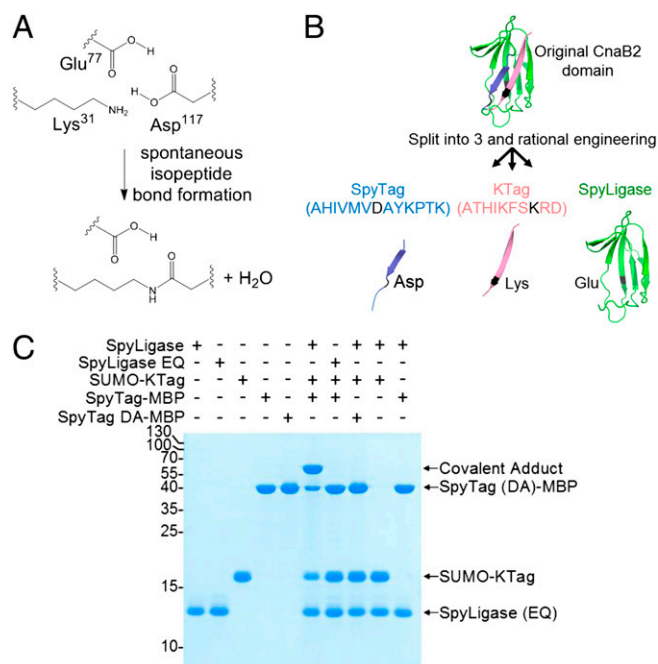 A
Glu77
O
O
H
Lys31
NH2
H
O
O
Asp117
spontaneous
isopeptide
bond formation
O
O
H
N
H
O
+ H2O
B
Original CnaB2
domain
Split into 3 and rational engineering
SpyTag
(AHIVMVDAYKPTK)
Asp
KTag
(ATHIKFSKRD)
Lys
SpyLigase
Glu
C
SpyLigase + - - - - + - + + +
SpyLigase EQ - + - - - - + - - -
SUMO-KTag - - + - - + + + + -
SpyTag-MBP - - - + - + + - - +
SpyTag DA-MBP - - - - + - - + - -
130
100
70
55
40
35
25
15
10
Covalent Adduct
SpyTag (DA)-MBP
SUMO-KTag
SpyLigase (EQ)